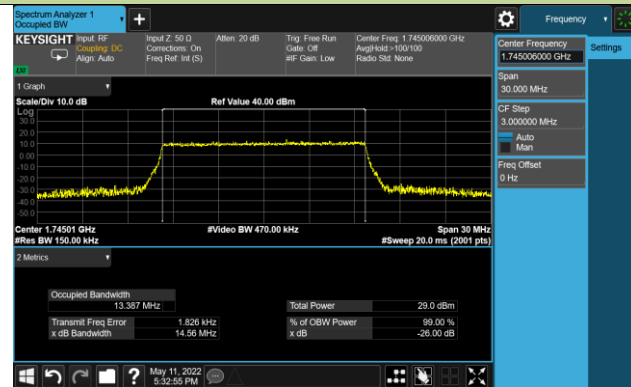 Spectrum Analyzer 1
Occupied BW
Frequency
KEYSIGHT
Input: RF
Coupling: DC
Align: Auto
Input Z: 50 Ω
Corrections: On
Freq Ref: Int (S)
Atten: 20 dB
Trig: Free Run
Gate: Off
#IF Gain: Low
Center Freq: 1.745006000 GHz
Avg|Hold:>100/100
Radio Std: None
LXI
Center Frequency
1.745006000 GHz
Settings
Span
30.000 MHz
CF Step
3.000000 MHz
Auto
Man
Freq Offset
0 Hz
1 Graph
Scale/Div 10.0 dB
Ref Value 40.00 dBm
Log
30.0
20.0
10.0
0.00
-10.0
-20.0
-30.0
-40.0
-50.0
Center 1.74501 GHz
#Video BW 470.00 kHz
Span 30 MHz
#Res BW 150.00 kHz
#Sweep 20.0 ms (2001 pts)
2 Metrics
Occupied Bandwidth
13.387 MHz
Total Power 29.0 dBm
Transmit Freq Error 1.826 kHz
% of OBW Power 99.00 %
x dB Bandwidth 14.56 MHz
x dB -26.00 dB
?
May 11, 2022
5:32:55 PM